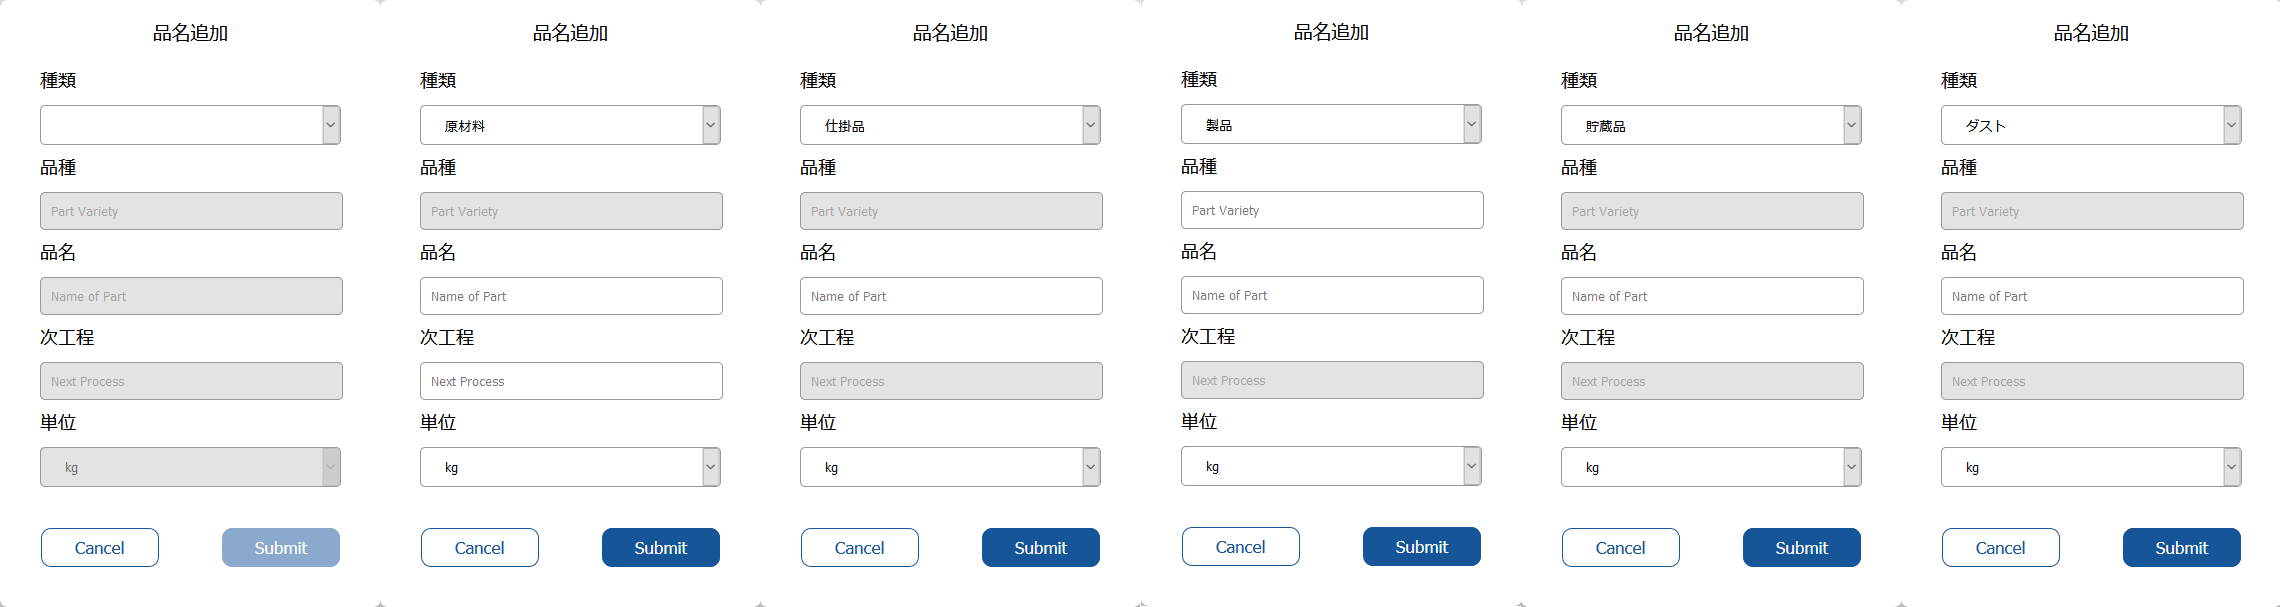 品名追加
種類
品種
Part Variety
品名
Name of Part
次工程
Next Process
単位
kg
Cancel Submit
品名追加
種類
原材料
品種
Part Variety
品名
Name of Part
次工程
Next Process
単位
kg
Cancel Submit
品名追加
種類
仕掛品
品種
Part Variety
品名
Name of Part
次工程
Next Process
単位
kg
Cancel Submit
品名追加
種類
製品
品種
Part Variety
品名
Name of Part
次工程
Next Process
単位
kg
Cancel Submit
品名追加
種類
貯蔵品
品種
Part Variety
品名
Name of Part
次工程
Next Process
単位
kg
Cancel Submit
品名追加
種類
ダスト
品種
Part Variety
品名
Name of Part
次工程
Next Process
単位
kg
Cancel Submit